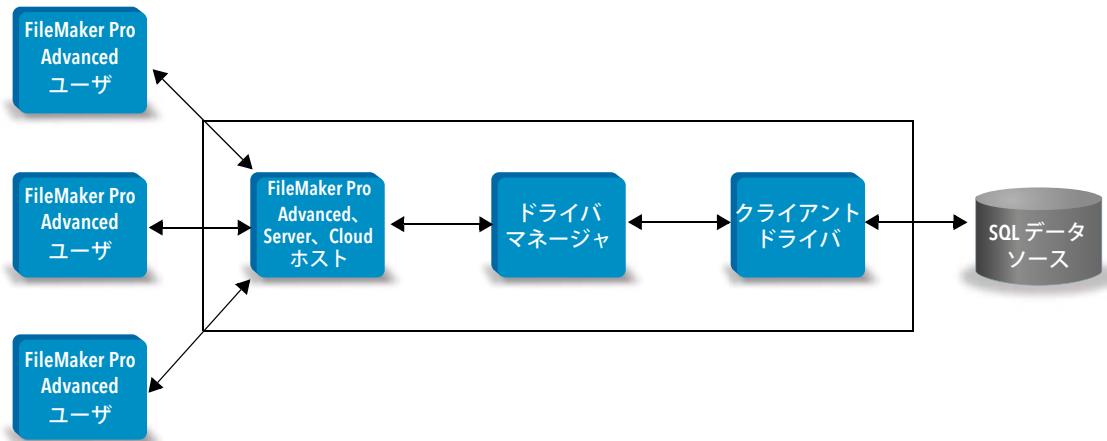 FileMaker Pro
Advanced
ユーザ
FileMaker Pro
Advanced
ユーザ
FileMaker Pro
Advanced、
Server、Cloud
ホスト
ドライバ
マネージャ
クライアント
ドライバ
SQL データ
ソース
FileMaker Pro
Advanced
ユーザ